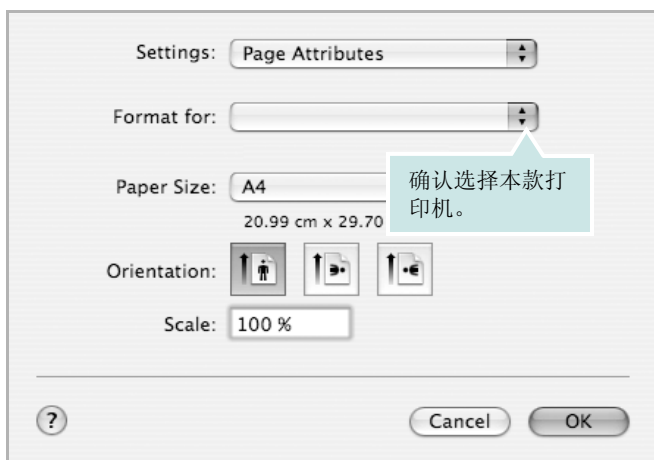 Settings: Page Attributes
Format for:
确认选择本款打
印机。
Paper Size: A4
20.99 cm x 29.70
Orientation:
Scale: 100 %
?
Cancel OK